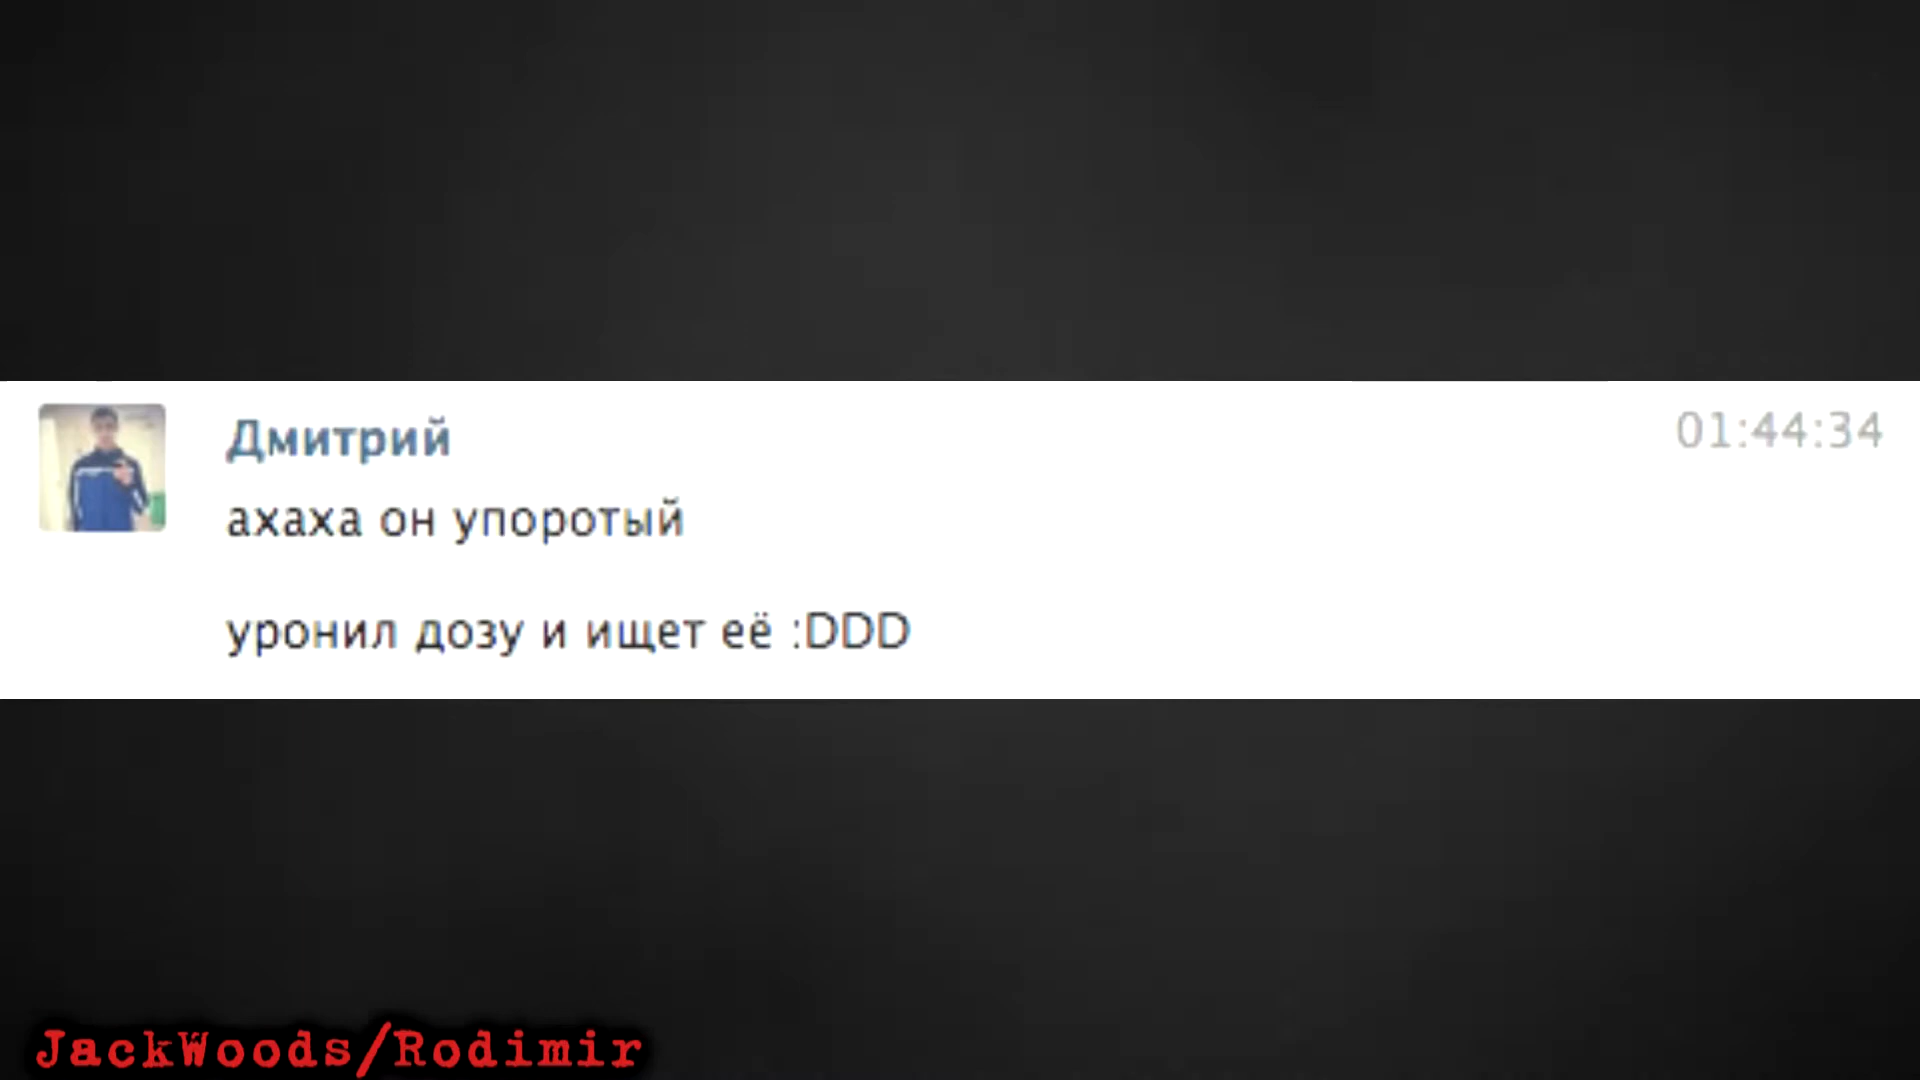 Дмитрий 01:44:34
ахаха он упоротый
уронил дозу и ищет её :DDD
JackWoods/Rodimir